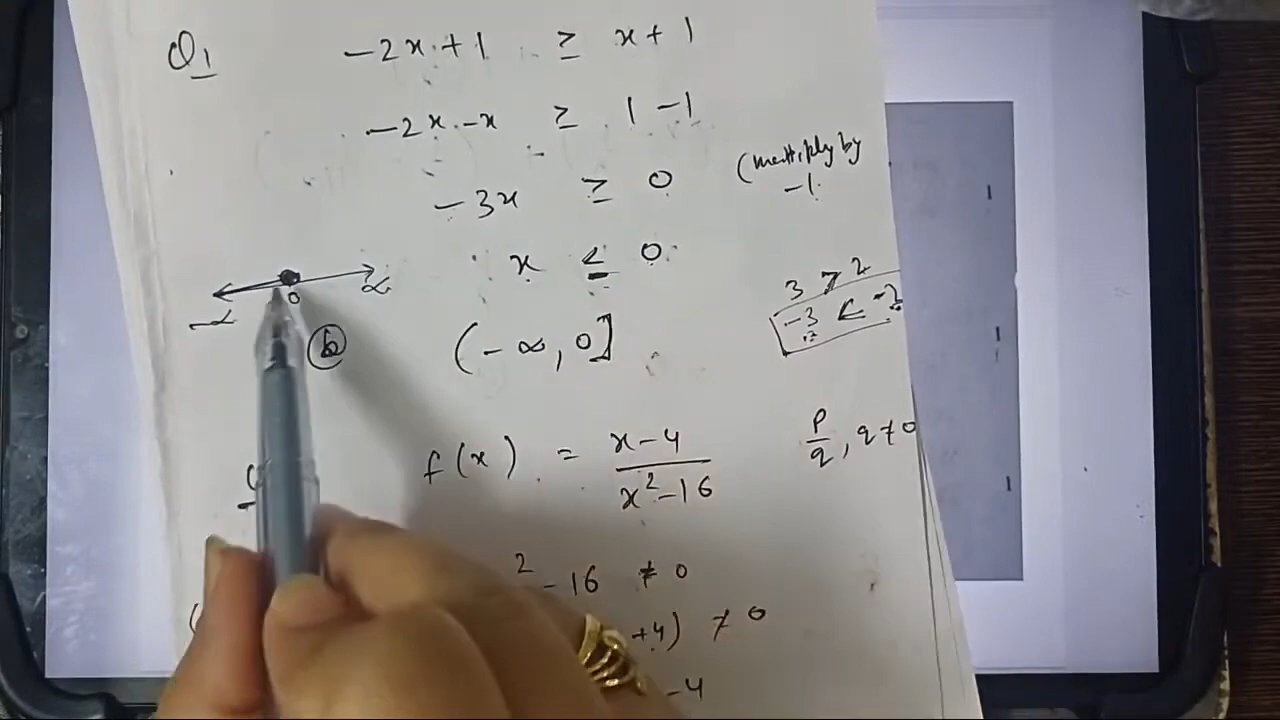 Q1 -2x+1 ≥ x+1
-2x-x ≥ 1-1
-3x ≥ 0 (multiply by -1
x ≤ 0
0
3 > 2
-3 < -2
(b) (-∞, 0]
f(x) = x-4 / x²-16
p/q, q≠0
2 -16 ≠ 0
+4) ≠ 0
-4